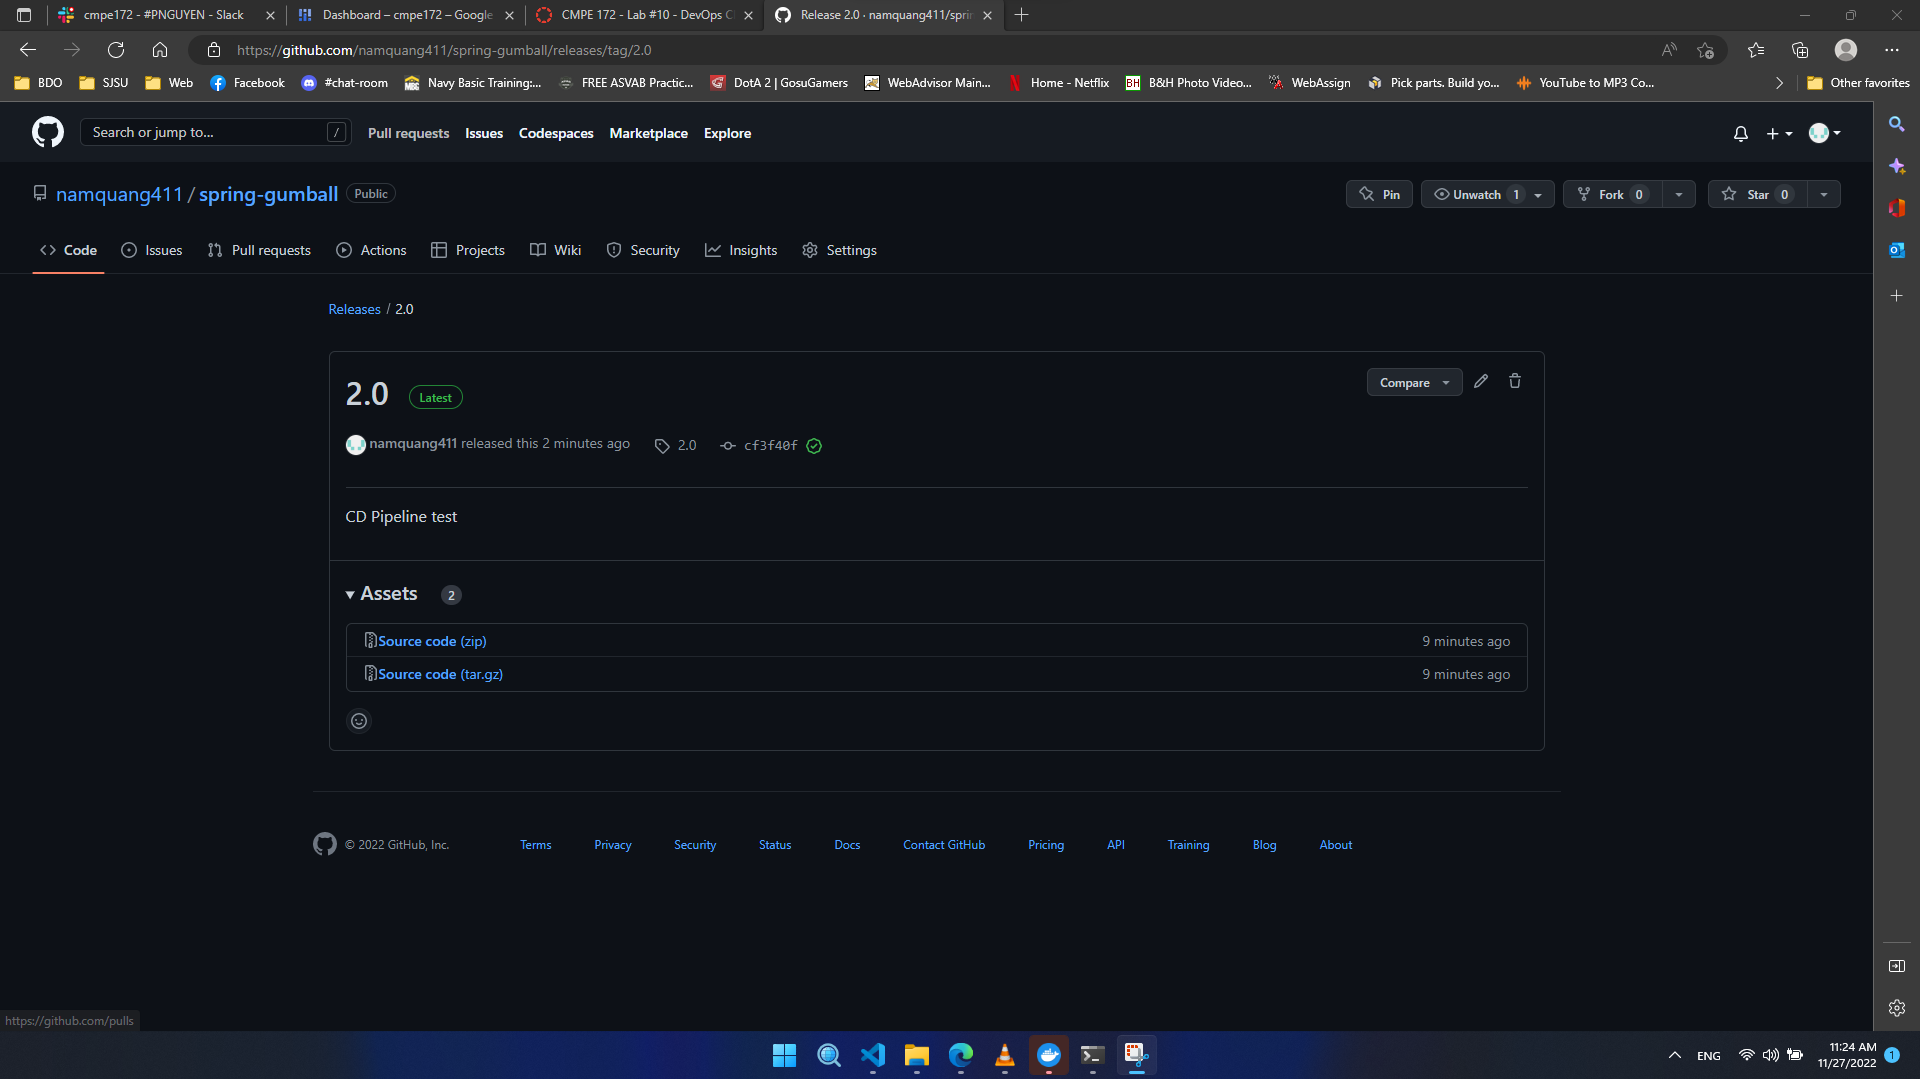 cmpe172 - #PNGUYEN - Slack
Dashboard – cmpe172 – Google
CMPE 172 - Lab #10 - DevOps C
Release 2.0 · namquang411/sprin
https://github.com/namquang411/spring-gumball/releases/tag/2.0
BDO
SJSU
Web
Facebook
#chat-room
Navy Basic Training:...
FREE ASVAB Practic...
DotA 2 | GosuGamers
WebAdvisor Main...
Home - Netflix
B&H Photo Video...
WebAssign
Pick parts. Build yo...
YouTube to MP3 Co...
Other favorites
Search or jump to...
/
Pull requests
Issues
Codespaces
Marketplace
Explore
namquang411 / spring-gumball
Public
Pin
Unwatch 1
Fork 0
Star 0
Code
Issues
Pull requests
Actions
Projects
Wiki
Security
Insights
Settings
Releases / 2.0
2.0
Latest
Compare
namquang411 released this 2 minutes ago
2.0
cf3f40f
CD Pipeline test
Assets 2
Source code (zip)
9 minutes ago
Source code (tar.gz)
9 minutes ago
© 2022 GitHub, Inc.
Terms
Privacy
Security
Status
Docs
Contact GitHub
Pricing
API
Training
Blog
About
https://github.com/pulls
ENG
11:24 AM
11/27/2022
1